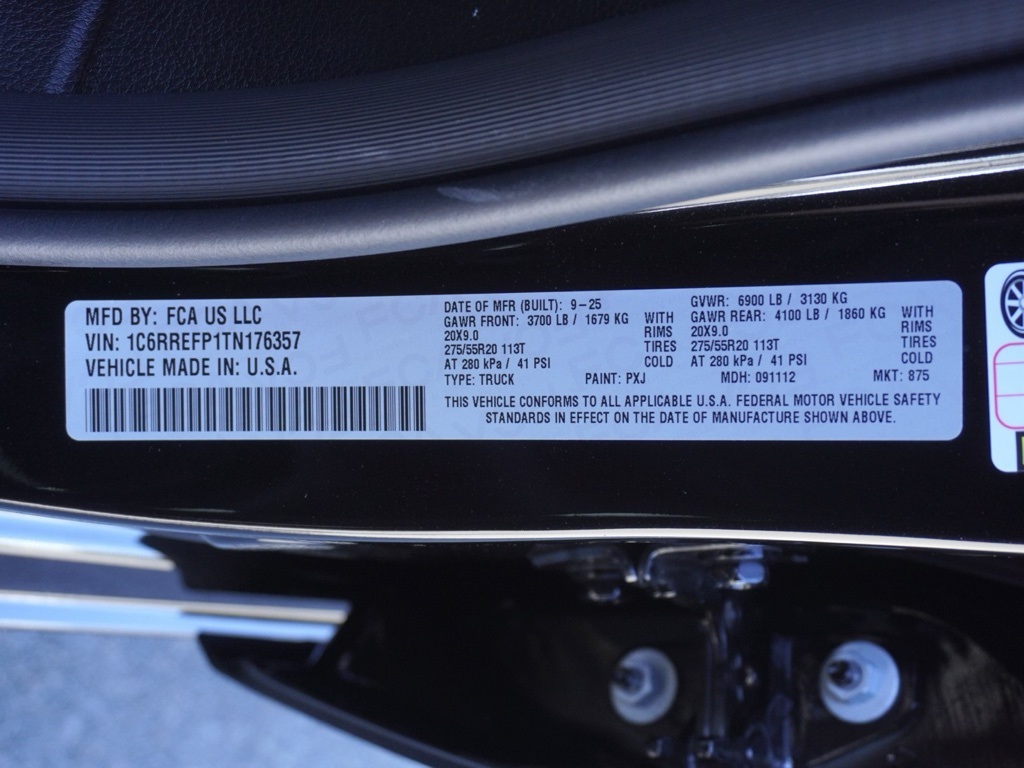 MFD BY: FCA US LLC
VIN: 1C6RREFP1TN176357
VEHICLE MADE IN: U.S.A.
DATE OF MFR (BUILT): 9-25
GAWR FRONT: 3700 LB / 1679 KG WITH
20X9.0 RIMS
275/55R20 113T TIRES
AT 280 kPa / 41 PSI COLD
GVWR: 6900 LB / 3130 KG
GAWR REAR: 4100 LB / 1860 KG WITH
20X9.0 RIMS
275/55R20 113T TIRES
AT 280 kPa / 41 PSI COLD
TYPE: TRUCK PAINT: PXJ MDH: 091112 MKT: 875
THIS VEHICLE CONFORMS TO ALL APPLICABLE U.S.A. FEDERAL MOTOR VEHICLE SAFETY
STANDARDS IN EFFECT ON THE DATE OF MANUFACTURE SHOWN ABOVE.